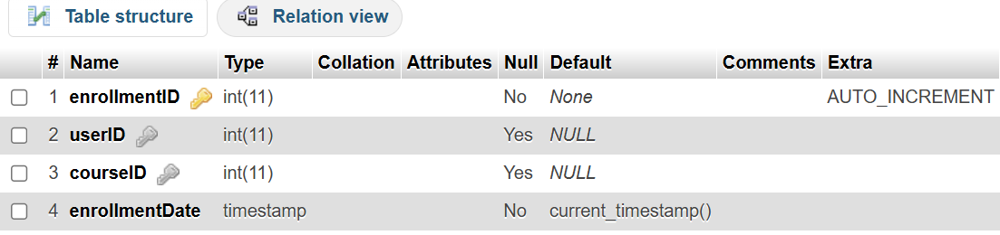 Table structure Relation view
# Name Type Collation Attributes Null Default Comments Extra
1 enrollmentID int(11) No None AUTO_INCREMENT
2 userID int(11) Yes NULL
3 courseID int(11) Yes NULL
4 enrollmentDate timestamp No current_timestamp()